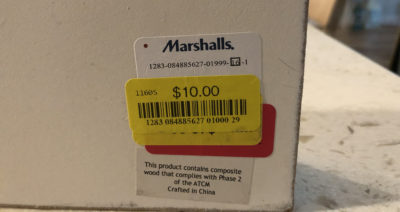 Marshalls.
1283-084885627-01999- -1
11605 $10.00
1283 084885627 01000 29
This product contains composite
wood that complies with Phase 2
of the ATCM
Crafted in China